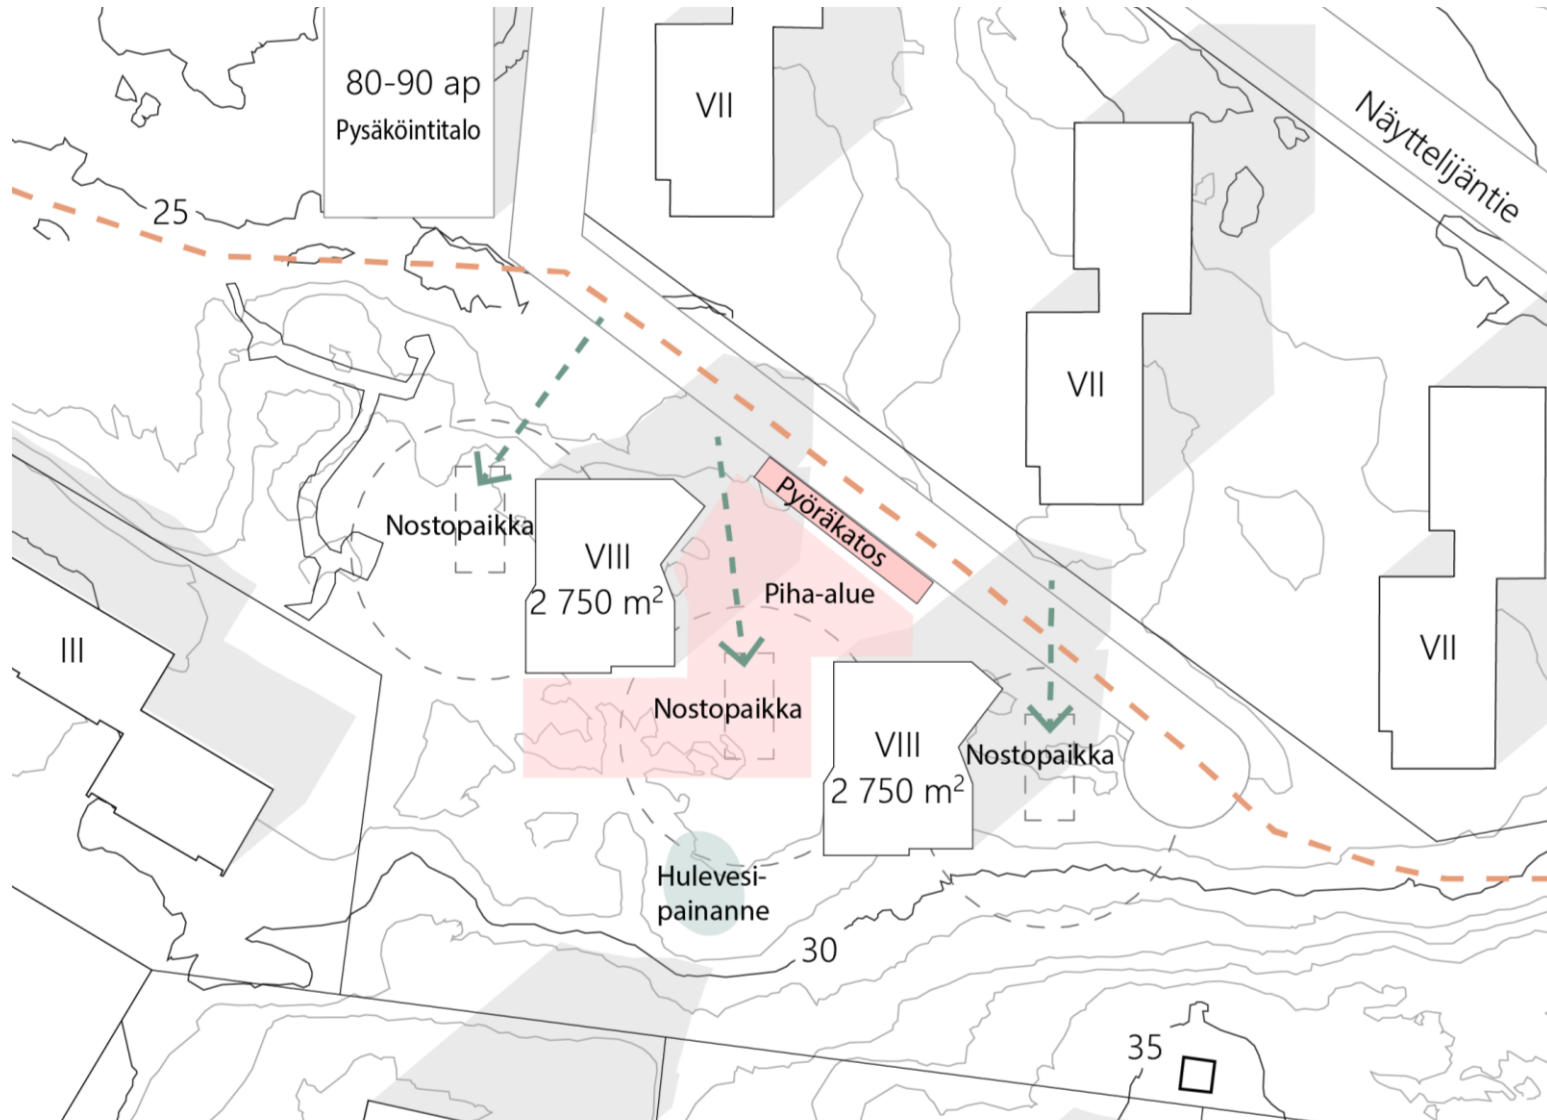 80-90 ap
Pysäköintitalo
VII
Näyttelijäntie
25
VII
Nostopaikka
Pyöräkatos
VIII
2 750 m²
Piha-alue
III
VII
Nostopaikka
VIII
2 750 m²
Nostopaikka
Hulevesi-
painanne
30
35